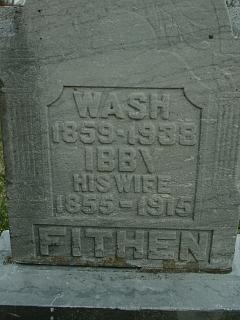 WASH
1859-1938
IBBY
HIS WIFE
1855-1915
FITHEN